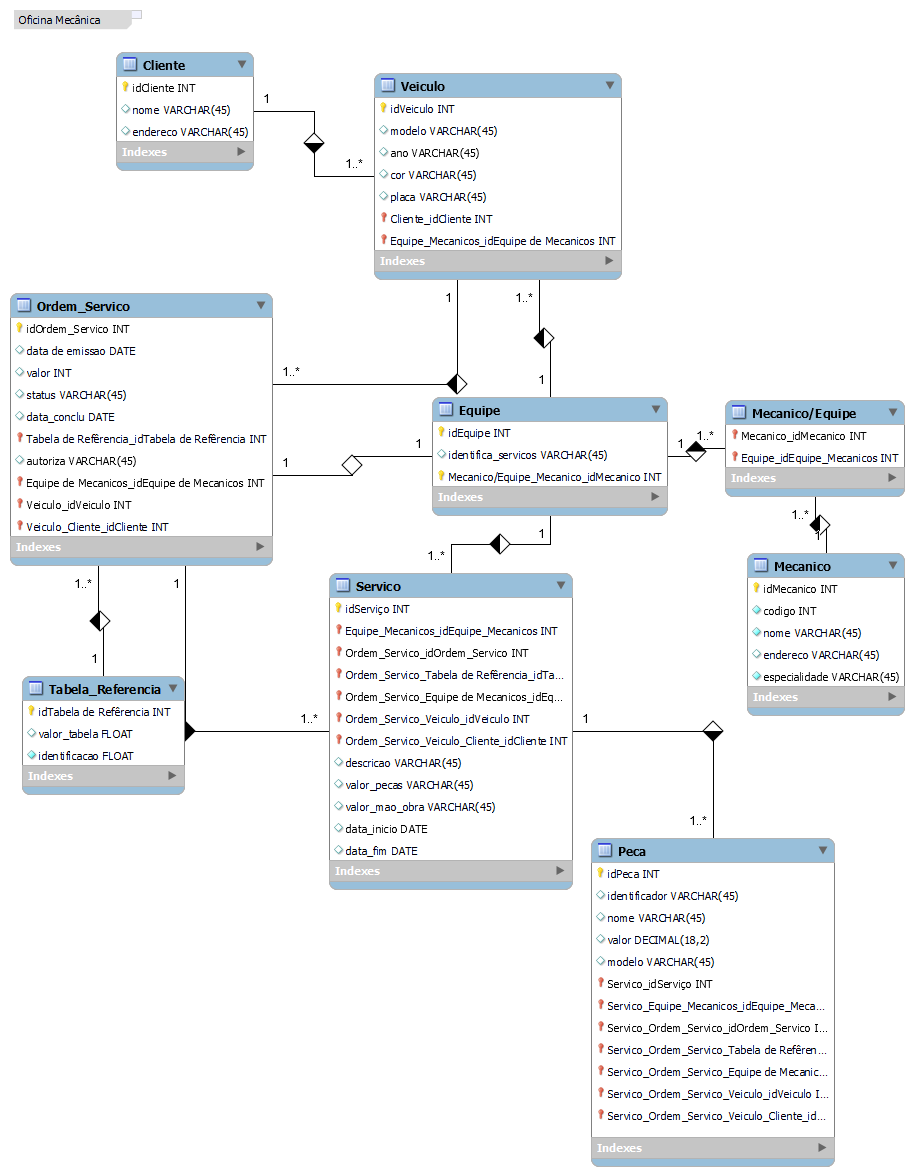 Oficina Mecânica
Cliente
idCliente INT
nome VARCHAR(45)
endereco VARCHAR(45)
Indexes
1
1..*
Veiculo
idVeiculo INT
modelo VARCHAR(45)
ano VARCHAR(45)
cor VARCHAR(45)
placa VARCHAR(45)
Cliente_idCliente INT
Equipe_Mecanicos_idEquipe de Mecanicos INT
Indexes
1
1..*
1..*
1
Ordem_Servico
idOrdem_Servico INT
data de emissao DATE
valor INT
status VARCHAR(45)
data_conclu DATE
Tabela de Refêrencia_idTabela de Refêrencia INT
autoriza VARCHAR(45)
Equipe de Mecanicos_idEquipe de Mecanicos INT
Veiculo_idVeiculo INT
Veiculo_Cliente_idCliente INT
Indexes
1
1
Equipe
idEquipe INT
identifica_servicos VARCHAR(45)
Mecanico/Equipe_Mecanico_idMecanico INT
Indexes
1
1..*
Mecanico/Equipe
Mecanico_idMecanico INT
Equipe_idEquipe_Mecanicos INT
Indexes
1..*
1
Mecanico
idMecanico INT
codigo INT
nome VARCHAR(45)
endereco VARCHAR(45)
especialidade VARCHAR(45)
Indexes
1
1..*
1..*
1
1
1..*
Tabela_Referencia
idTabela de Refêrencia INT
valor_tabela FLOAT
identificacao FLOAT
Indexes
Servico
idServiço INT
Equipe_Mecanicos_idEquipe_Mecanicos INT
Ordem_Servico_idOrdem_Servico INT
Ordem_Servico_Tabela de Refêrencia_idTa...
Ordem_Servico_Equipe de Mecanicos_idEq...
Ordem_Servico_Veiculo_idVeiculo INT
Ordem_Servico_Veiculo_Cliente_idCliente INT
descricao VARCHAR(45)
valor_pecas VARCHAR(45)
valor_mao_obra VARCHAR(45)
data_inicio DATE
data_fim DATE
Indexes
1
1..*
Peca
idPeca INT
identificador VARCHAR(45)
nome VARCHAR(45)
valor DECIMAL(18,2)
modelo VARCHAR(45)
Servico_idServiço INT
Servico_Equipe_Mecanicos_idEquipe_Meca...
Servico_Ordem_Servico_idOrdem_Servico I...
Servico_Ordem_Servico_Tabela de Refêren...
Servico_Ordem_Servico_Equipe de Mecanic...
Servico_Ordem_Servico_Veiculo_idVeiculo I...
Servico_Ordem_Servico_Veiculo_Cliente_id...
Indexes